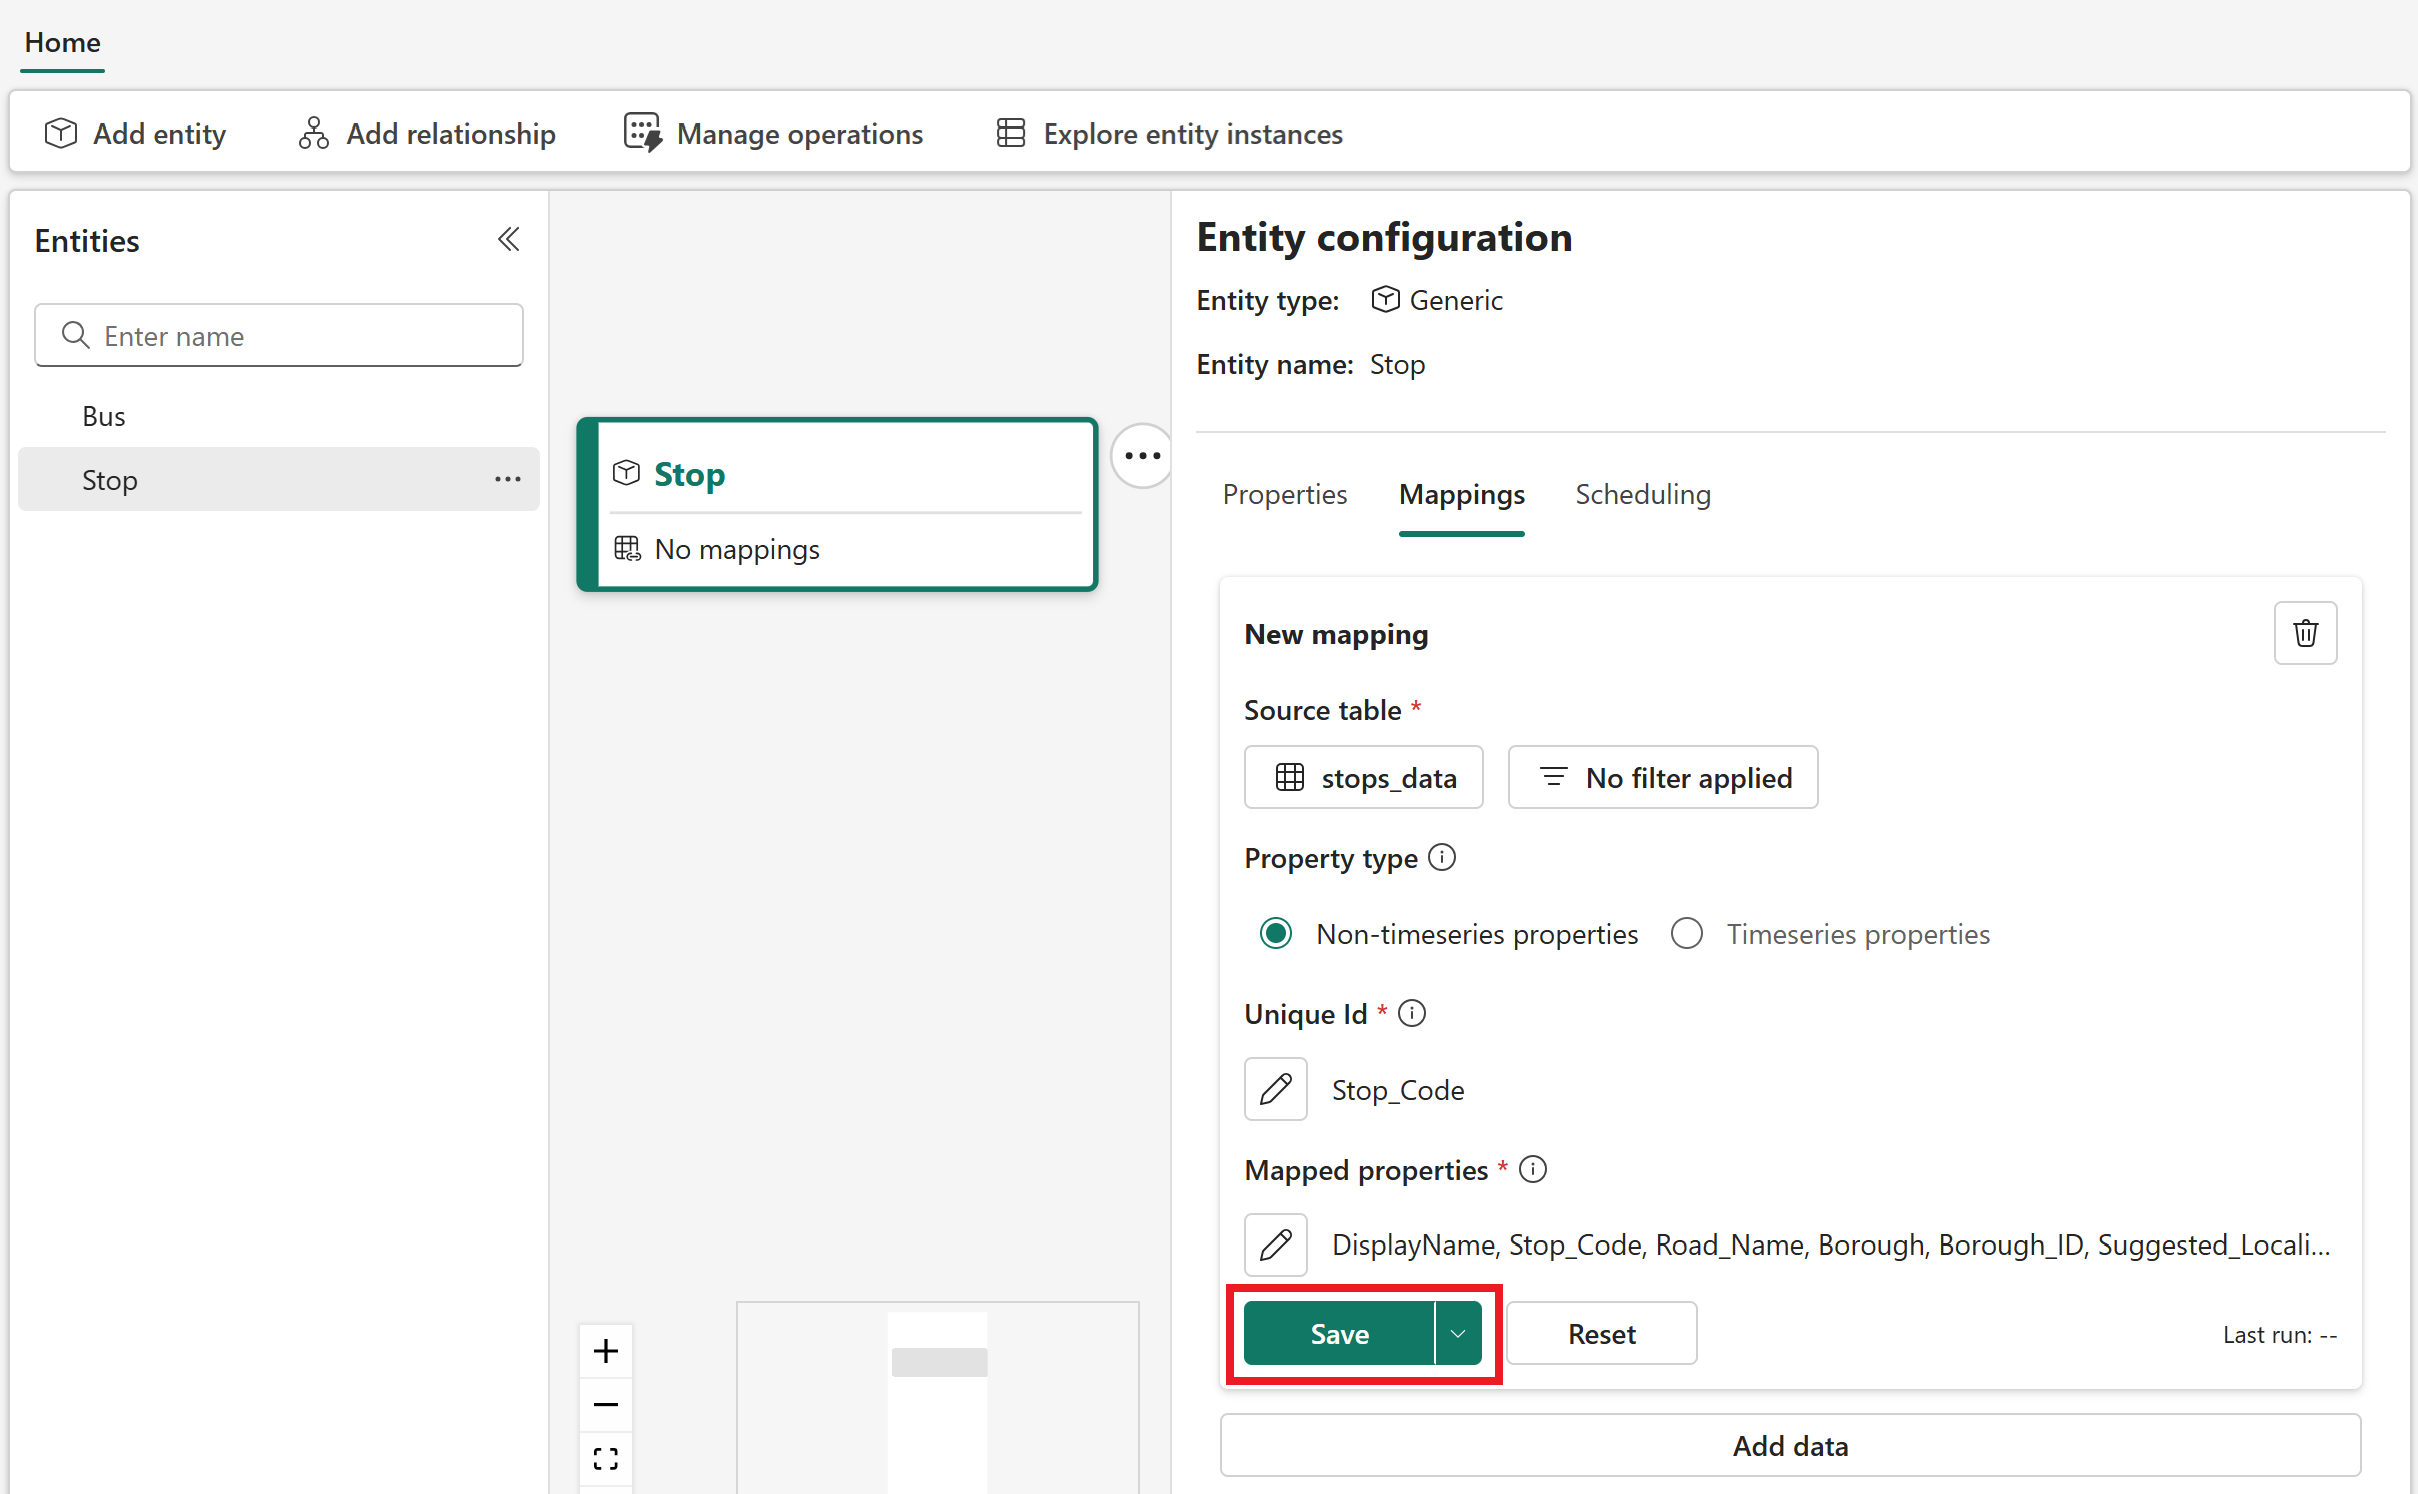 Home
Add entity
Add relationship
Manage operations
Explore entity instances
Entities
Enter name
Bus
Stop
Stop
No mappings
Entity configuration
Entity type: Generic
Entity name: Stop
Properties
Mappings
Scheduling
New mapping
Source table *
stops_data
No filter applied
Property type
Non-timeseries properties
Timeseries properties
Unique Id *
Stop_Code
Mapped properties *
DisplayName, Stop_Code, Road_Name, Borough, Borough_ID, Suggested_Locali...
Save
Reset
Last run: --
Add data